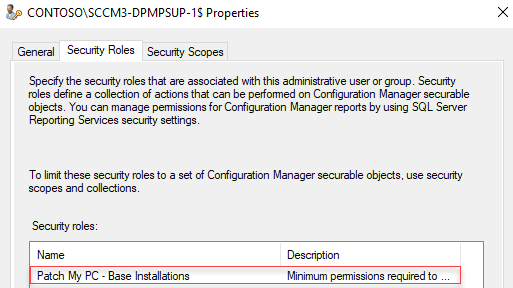 CONTOSO\SCCM3-DPMPSUP-1$ Properties
General Security Roles Security Scopes
Specify the security roles that are associated with this administrative user or group. Security
roles define a collection of actions that can be performed on Configuration Manager securable
objects. You can manage permissions for Configuration Manager reports by using SQL Server
Reporting Services security settings.
To limit these security roles to a set of Configuration Manager securable objects, use security
scopes and collections.
Security roles:
Name Description
Patch My PC - Base Installations Minimum permissions required to ...